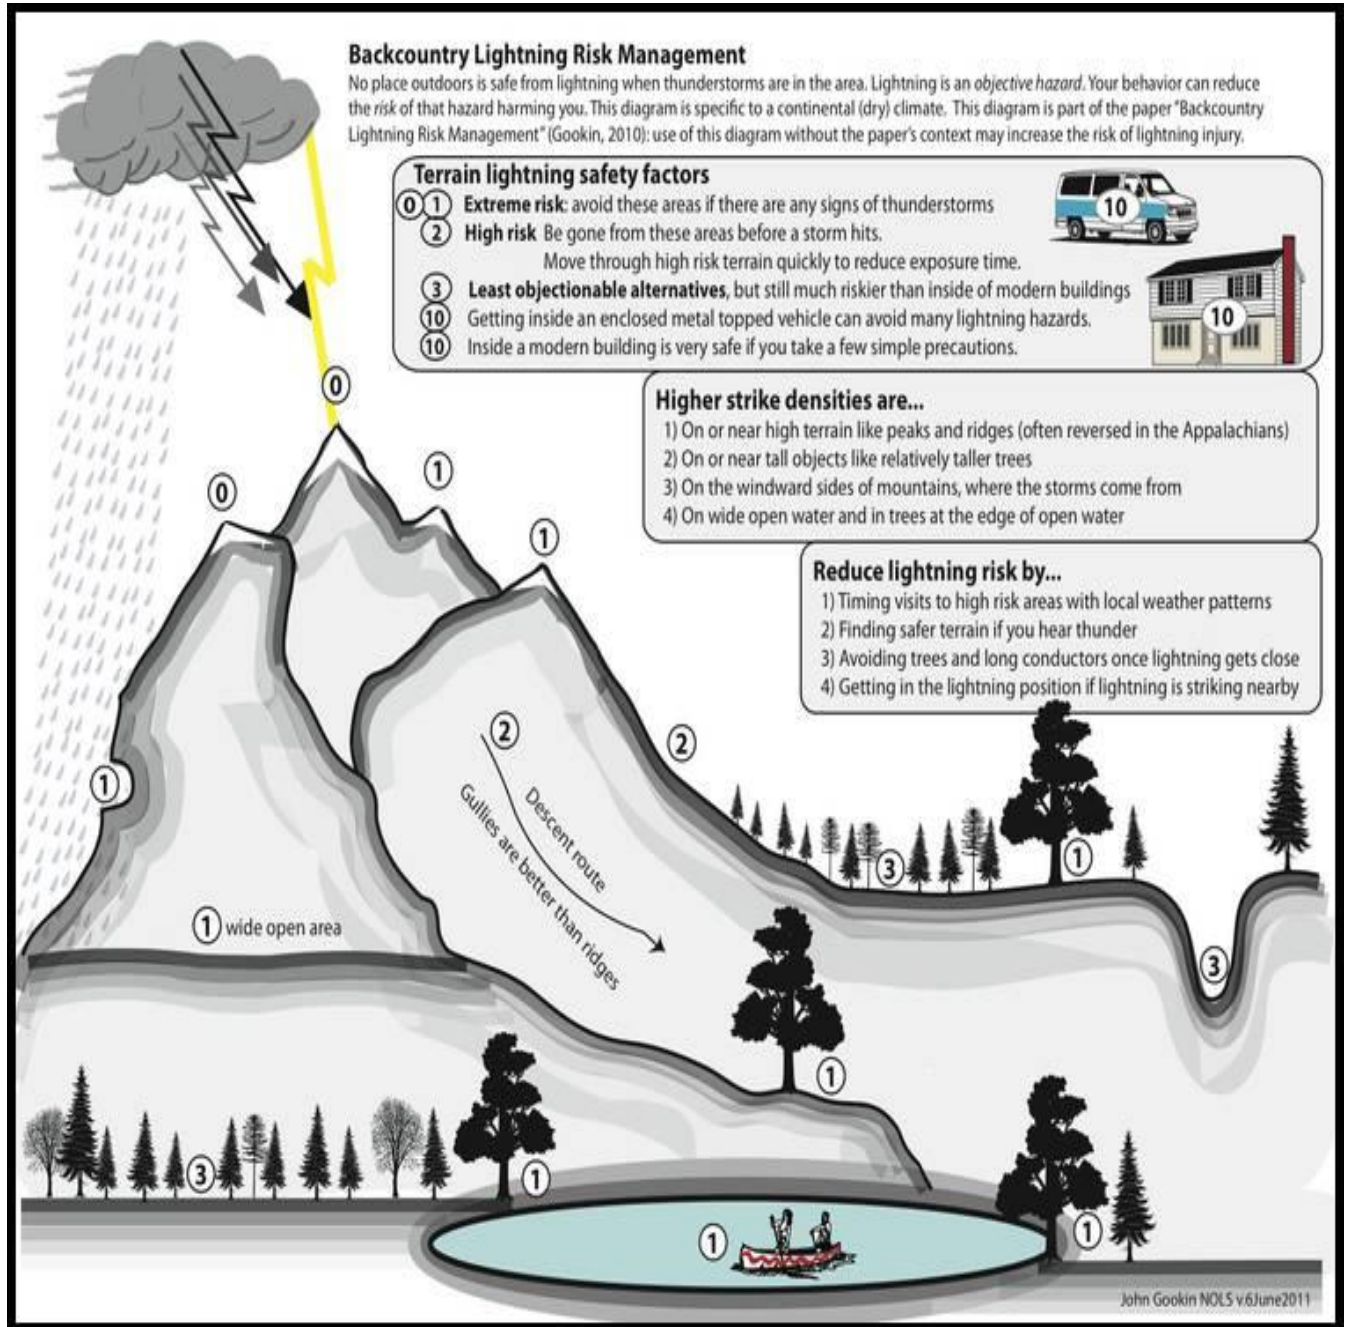 Backcountry Lightning Risk Management
No place outdoors is safe from lightning when thunderstorms are in the area. Lightning is an objective hazard. Your behavior can reduce
the risk of that hazard harming you. This diagram is specific to a continental (dry) climate. This diagram is part of the paper "Backcountry
Lightning Risk Management" (Gookin, 2010): use of this diagram without the paper's context may increase the risk of lightning injury.
Terrain lightning safety factors
0 1 Extreme risk: avoid these areas if there are any signs of thunderstorms
2 High risk Be gone from these areas before a storm hits.
Move through high risk terrain quickly to reduce exposure time.
3 Least objectionable alternatives, but still much riskier than inside of modern buildings
10 Getting inside an enclosed metal topped vehicle can avoid many lightning hazards.
10 Inside a modern building is very safe if you take a few simple precautions.
10
10
Higher strike densities are...
1) On or near high terrain like peaks and ridges (often reversed in the Appalachians)
2) On or near tall objects like relatively taller trees
3) On the windward sides of mountains, where the storms come from
4) On wide open water and in trees at the edge of open water
Reduce lightning risk by...
1) Timing visits to high risk areas with local weather patterns
2) Finding safer terrain if you hear thunder
3) Avoiding trees and long conductors once lightning gets close
4) Getting in the lightning position if lightning is striking nearby
0
0
1
1
2
2
1
Descent route
Gullies are better than ridges
3
1
1 wide open area
3
1
3
1
1
1
John Gookin NOLS v.6June2011